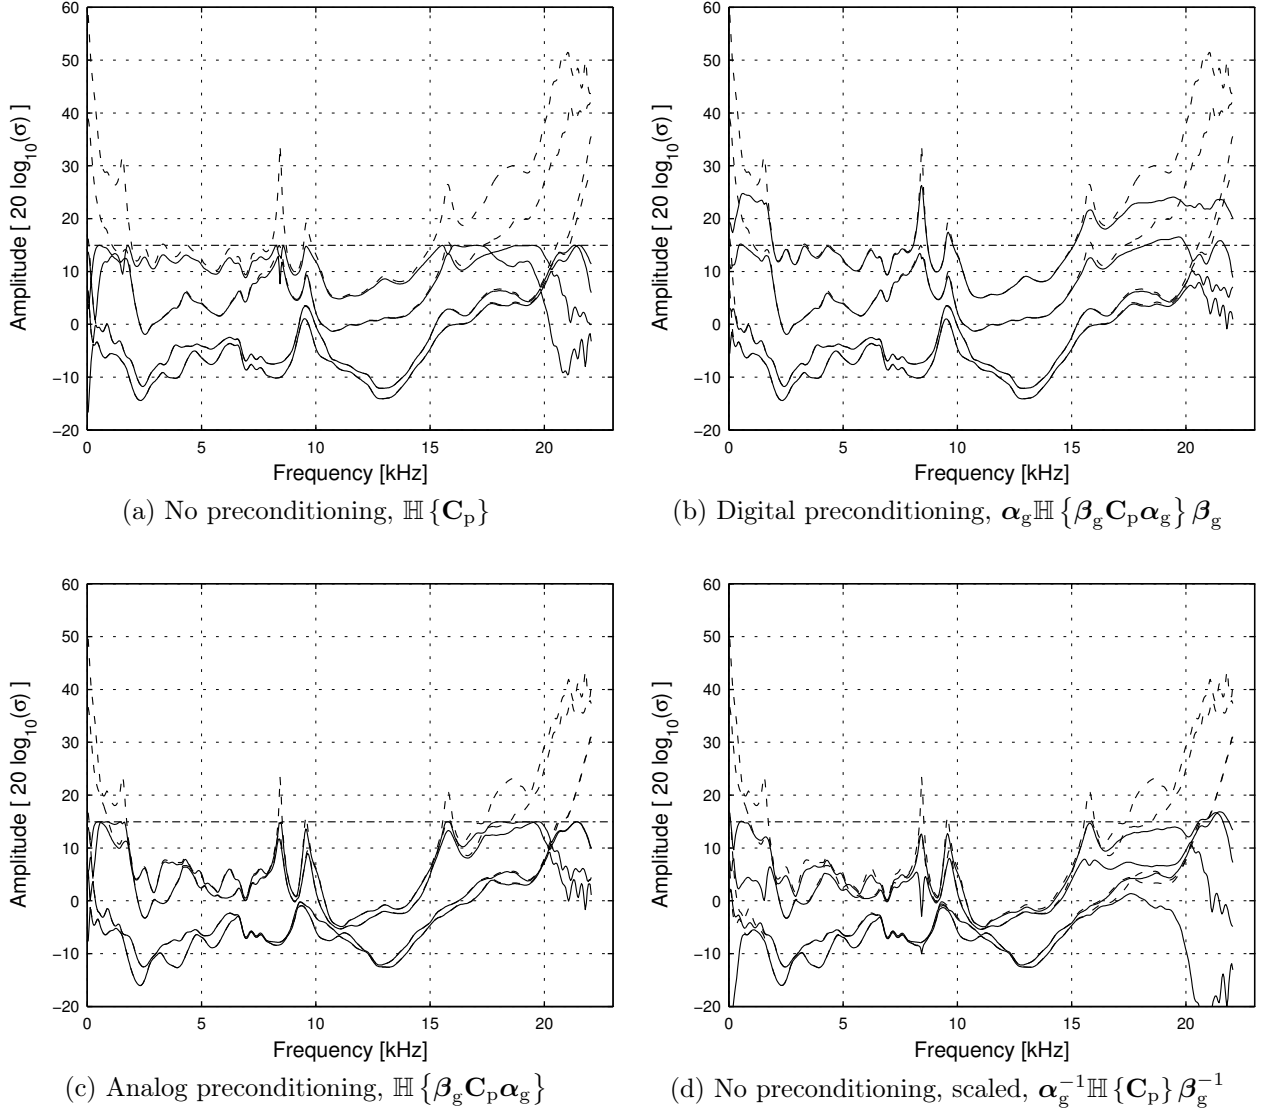 60
50
40
30
20
10
0
−10
−20
0 5 10 15 20
Amplitude [ 20 log10(σ) ]
Frequency [kHz]
(a) No preconditioning, ℍ {Cp}
60
50
40
30
20
10
0
−10
−20
0 5 10 15 20
Amplitude [ 20 log10(σ) ]
Frequency [kHz]
(b) Digital preconditioning, αgℍ {βgCpαg} βg
60
50
40
30
20
10
0
−10
−20
0 5 10 15 20
Amplitude [ 20 log10(σ) ]
Frequency [kHz]
(c) Analog preconditioning, ℍ {βgCpαg}
60
50
40
30
20
10
0
−10
−20
0 5 10 15 20
Amplitude [ 20 log10(σ) ]
Frequency [kHz]
(d) No preconditioning, scaled, αg−1ℍ {Cp} βg−1